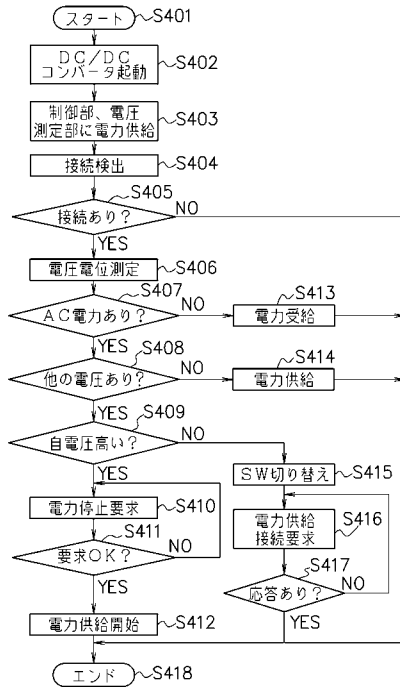 スタート S401
DC/DC
コンバータ起動 S402
制御部、電圧
測定部に電力供給 S403
接続検出 S404
S405
接続あり? NO
YES
電圧電位測定 S406
S407
AC電力あり? NO
S413
電力受給
YES
S408
他の電圧あり? NO
S414
電力供給
YES
S409
自電圧高い? NO
YES
SW切り替え S415
電力停止要求 S410
電力供給
接続要求 S416
S411
要求OK? NO
S417
応答あり? NO
YES
YES
電力供給開始 S412
エンド S418